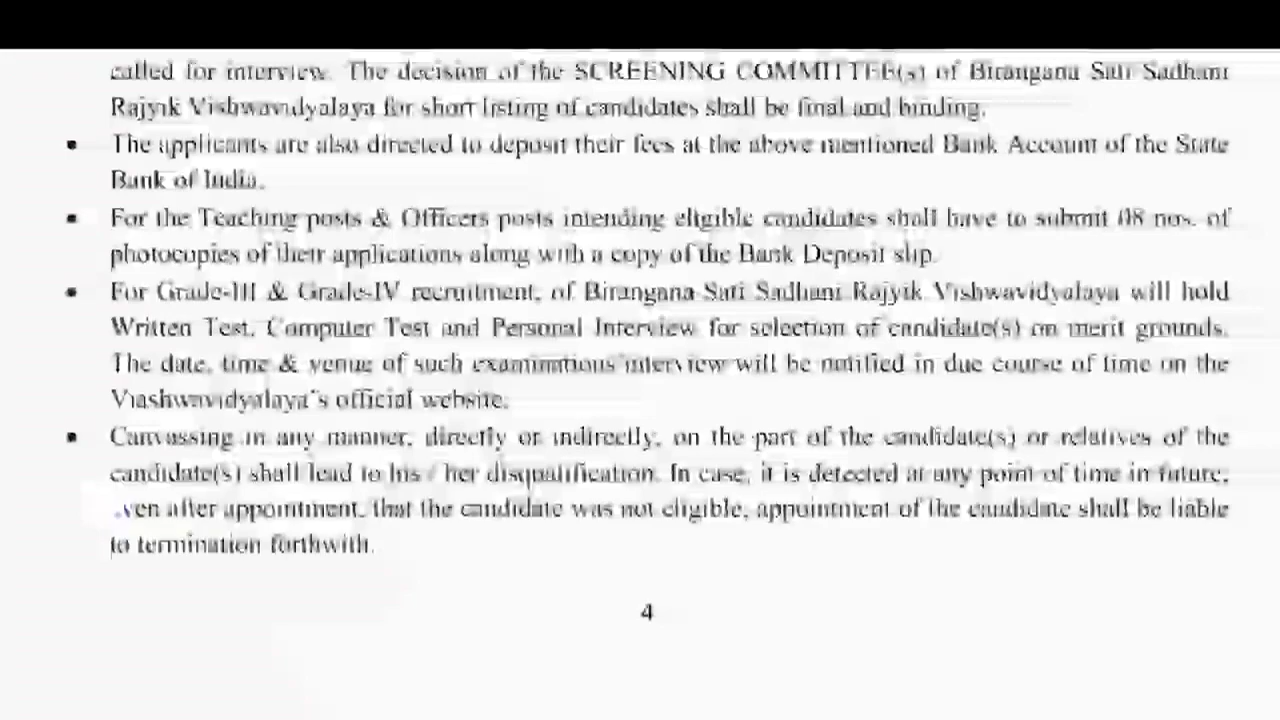 called for interview. The decision of the SCREENING COMMITTEE(s) of Birangana Sati Sadhani
Rajyik Vishwavidyalaya for short listing of candidates shall be final and binding.
• The applicants are also directed to deposit their fees at the above mentioned Bank Account of the State
Bank of India.
• For the Teaching posts & Officers posts intending eligible candidates shall have to submit 08 nos. of
photocopies of their applications along with a copy of the Bank Deposit slip.
• For Grade-III & Grade-IV recruitment, of Birangana Sati Sadhani Rajyik Vishwavidyalaya will hold
Written Test, Computer Test and Personal Interview for selection of candidate(s) on merit grounds.
The date, time & venue of such examinations/interview will be notified in due course of time on the
Viashwavidyalaya's official website.
• Canvassing in any manner, directly or indirectly, on the part of the candidate(s) or relatives of the
candidate(s) shall lead to his / her disqualification. In case, it is detected at any point of time in future,
.ven after appointment, that the candidate was not eligible, appointment of the candidate shall be liable
to termination forthwith.
4